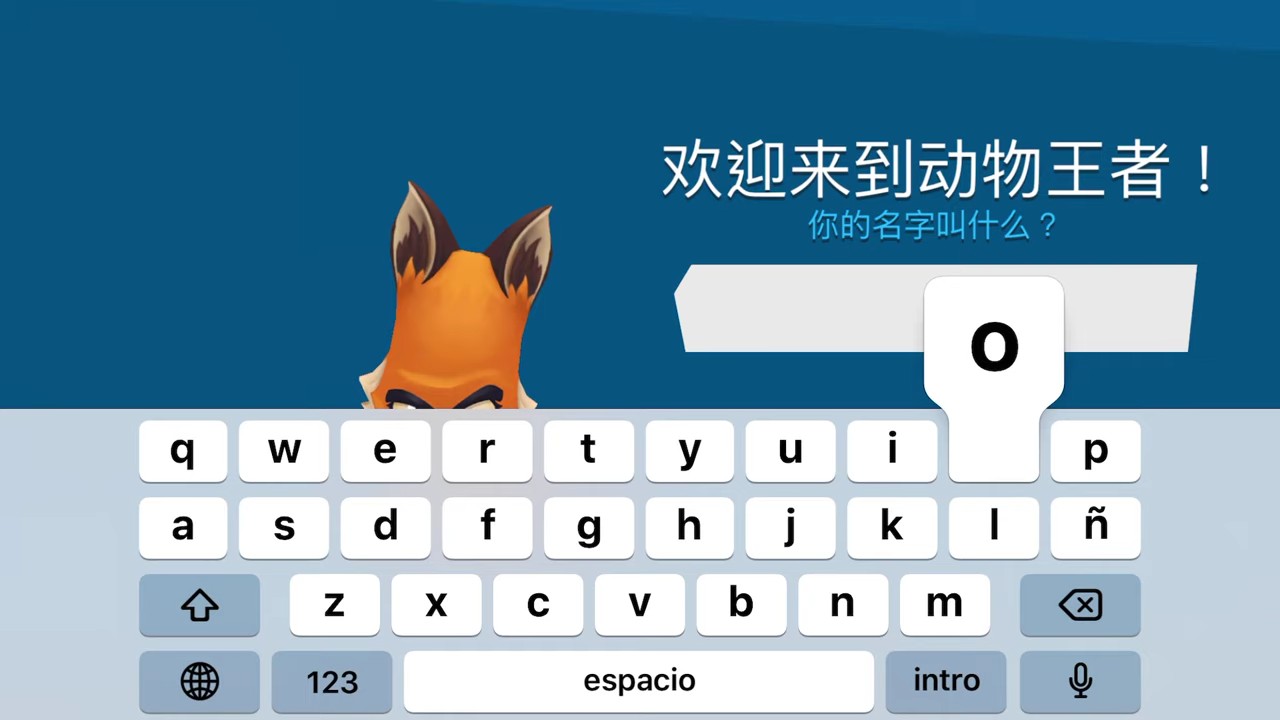 欢迎来到动物王者！
你的名字叫什么？
o
q w e r t y u i p
a s d f g h j k l ñ
z x c v b n m
123 espacio intro